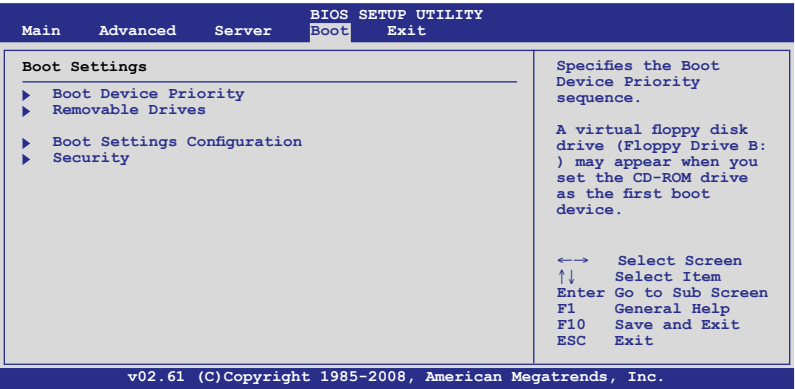 BIOS SETUP UTILITY
Main Advanced Server Boot Exit
Boot Settings
Boot Device Priority
Removable Drives
Boot Settings Configuration
Security
Specifies the Boot
Device Priority
sequence.
A virtual floppy disk
drive (Floppy Drive B:
) may appear when you
set the CD-ROM drive
as the first boot
device.
←→ Select Screen
↑↓ Select Item
Enter Go to Sub Screen
F1 General Help
F10 Save and Exit
ESC Exit
v02.61 (C)Copyright 1985-2008, American Megatrends, Inc.